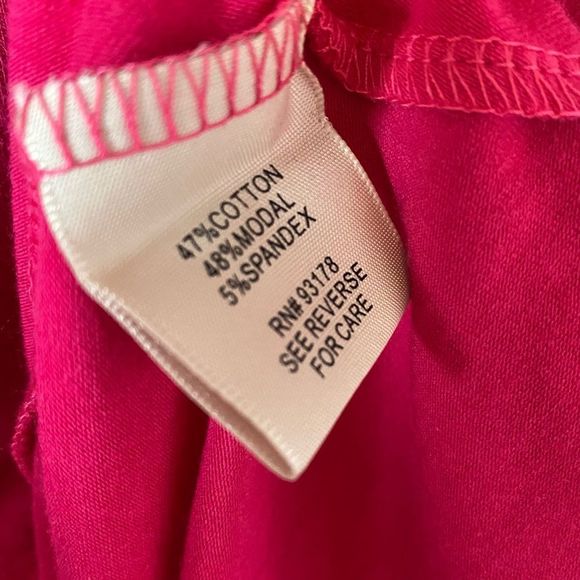 47%COTTON
48%MODAL
5%SPANDEX
RN# 93178
SEE REVERSE
FOR CARE